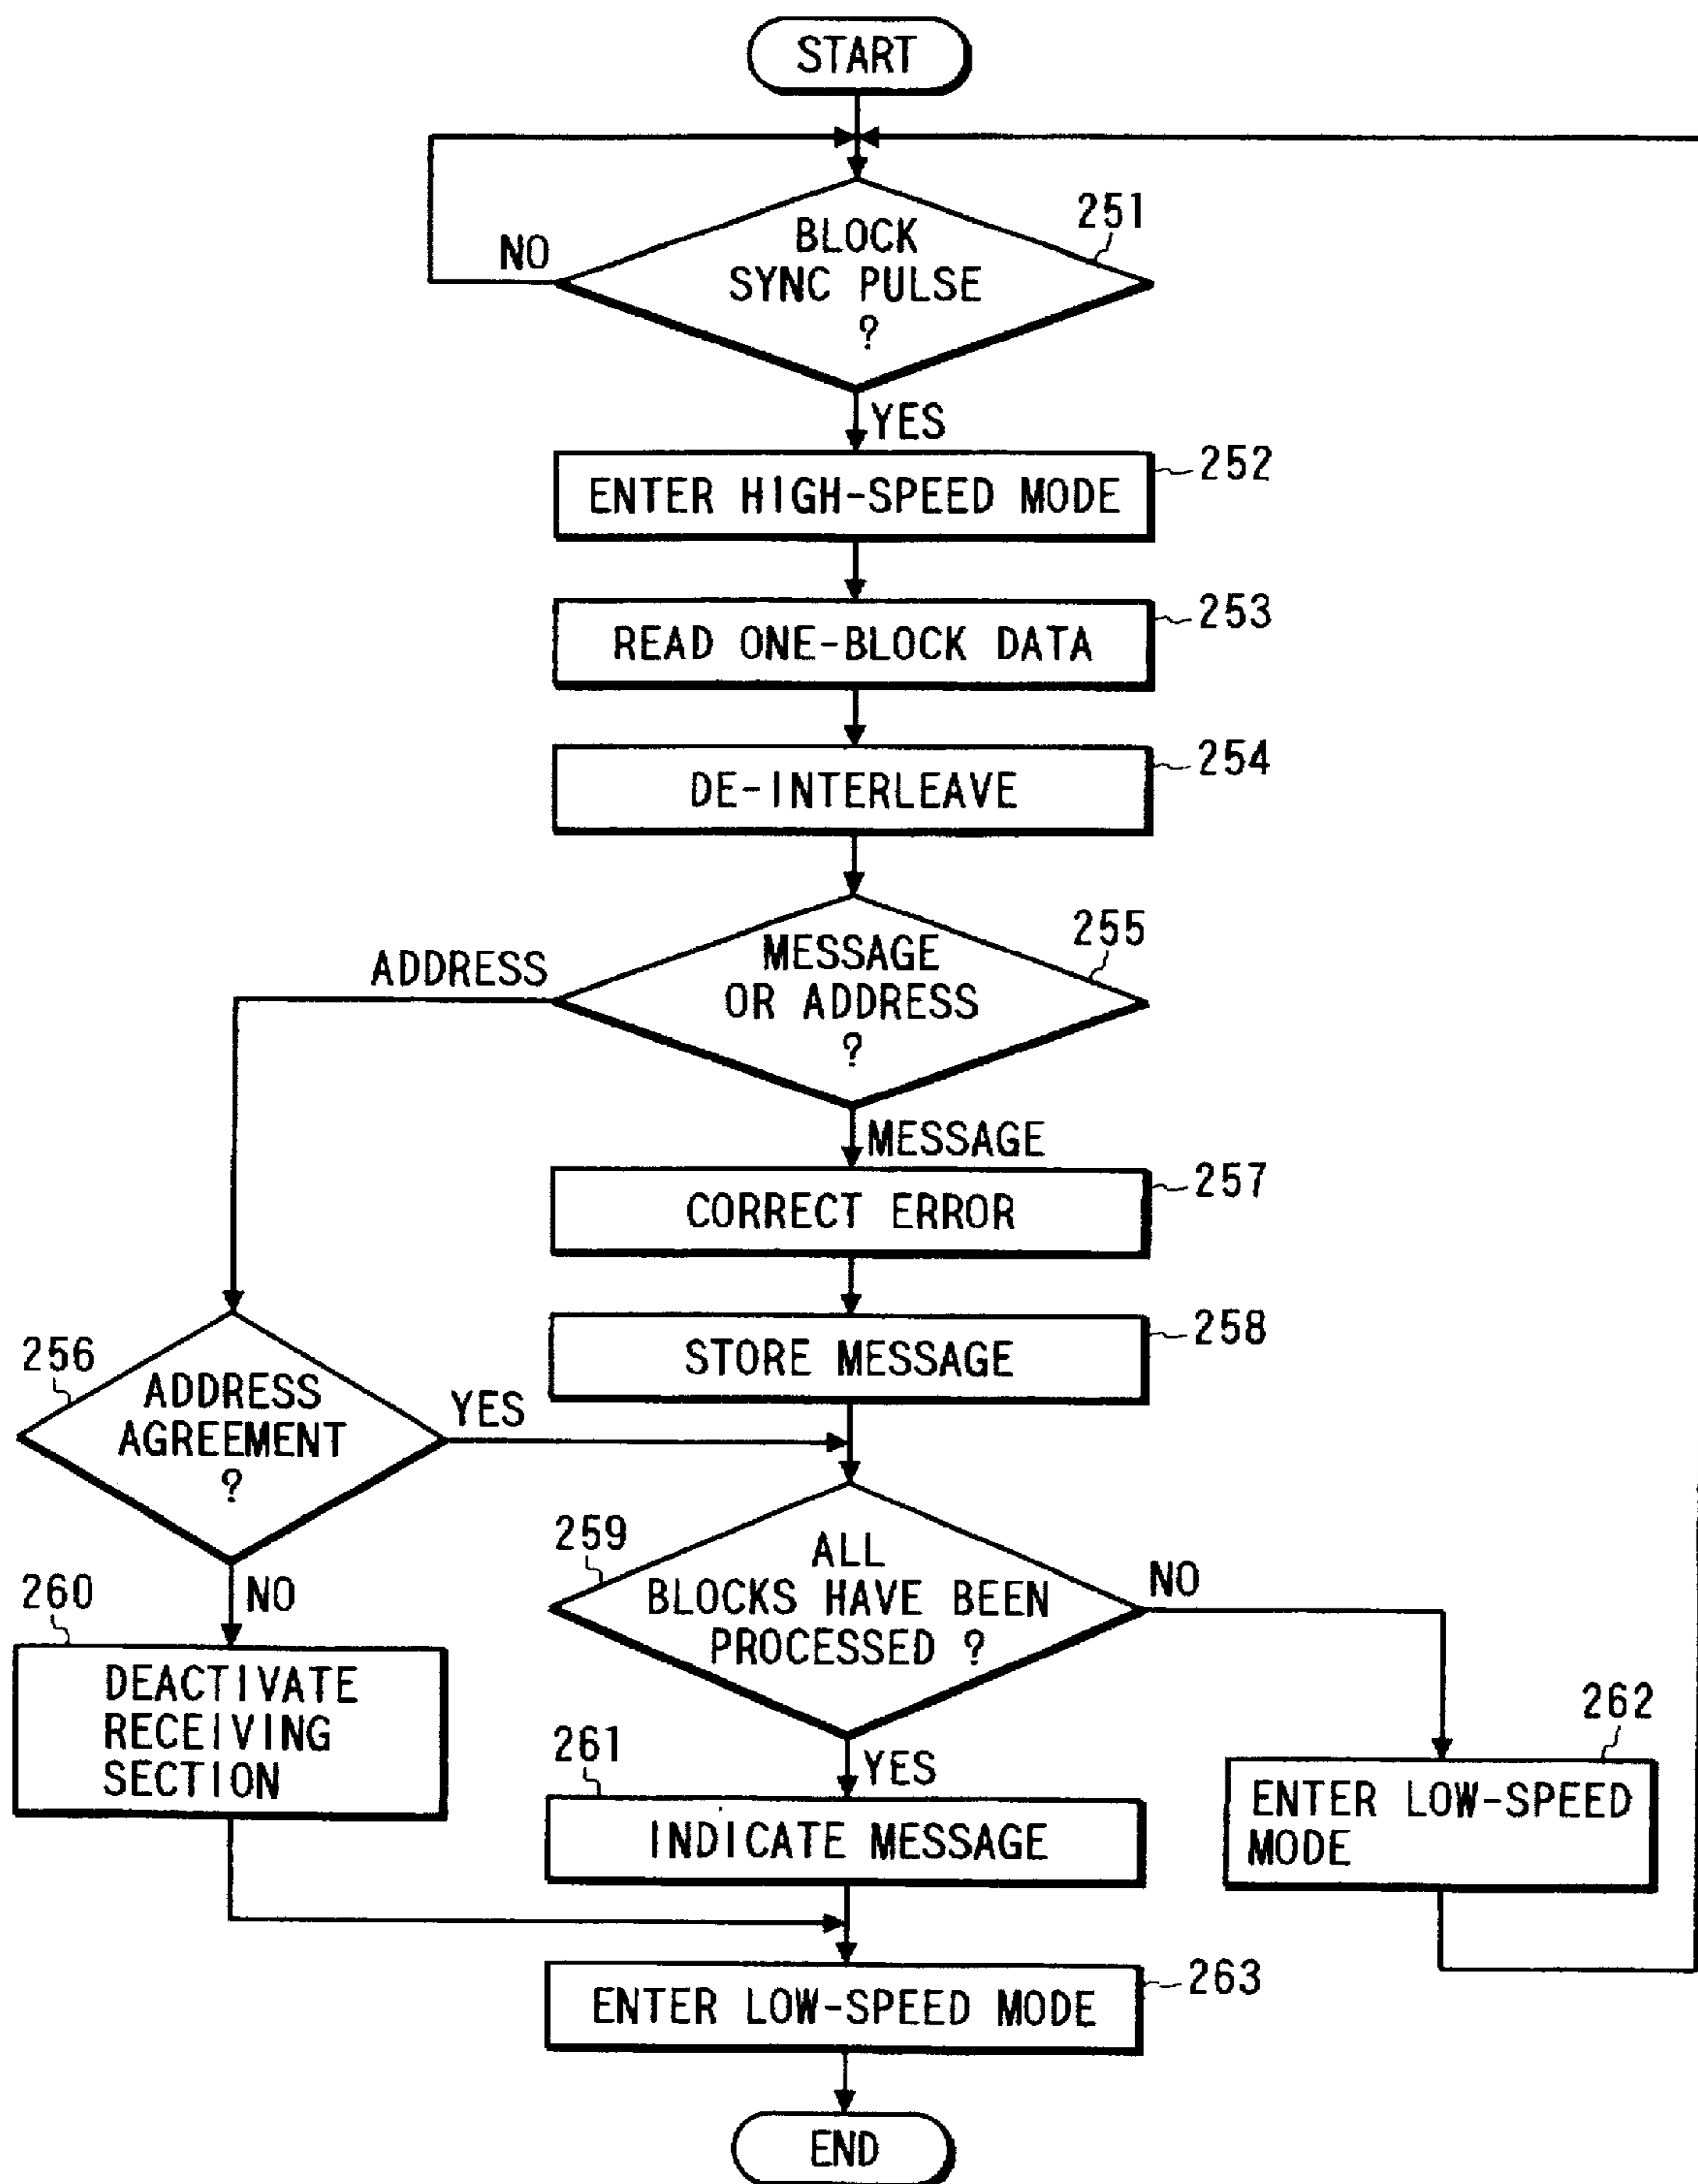 START
251
BLOCK
SYNC PULSE
?
NO
YES
252
ENTER HIGH-SPEED MODE
253
READ ONE-BLOCK DATA
254
DE-INTERLEAVE
255
MESSAGE
OR ADDRESS
?
ADDRESS
MESSAGE
257
CORRECT ERROR
258
STORE MESSAGE
256
ADDRESS
AGREEMENT
?
YES
NO
259
ALL
BLOCKS HAVE BEEN
PROCESSED ?
NO
YES
260
DEACTIVATE
RECEIVING
SECTION
261
INDICATE MESSAGE
262
ENTER LOW-SPEED
MODE
263
ENTER LOW-SPEED MODE
END